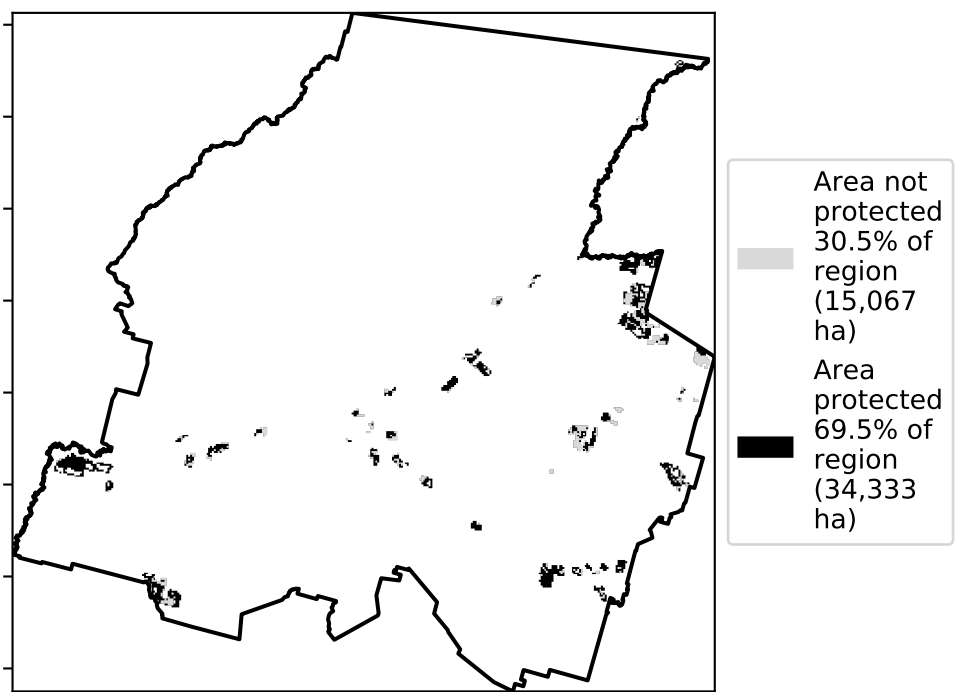 Area not
protected
30.5% of
region
(15,067
ha)
Area
protected
69.5% of
region
(34,333
ha)